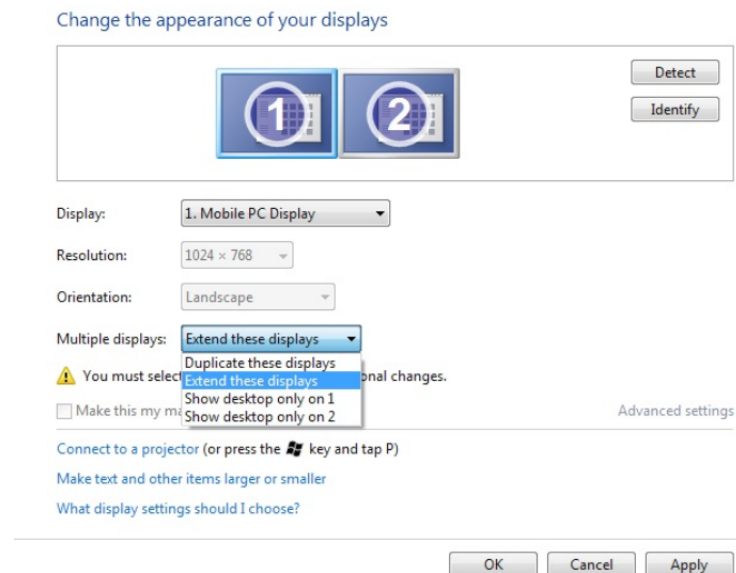 Change the appearance of your displays
1
2
Detect
Identify
Display:
1. Mobile PC Display
Resolution:
1024 × 768
Orientation:
Landscape
Multiple displays:
Extend these displays
Duplicate these displays
Extend these displays
Show desktop only on 1
Show desktop only on 2
You must select onal changes.
Make this my ma
Advanced settings
Connect to a projector (or press the key and tap P)
Make text and other items larger or smaller
What display settings should I choose?
OK
Cancel
Apply